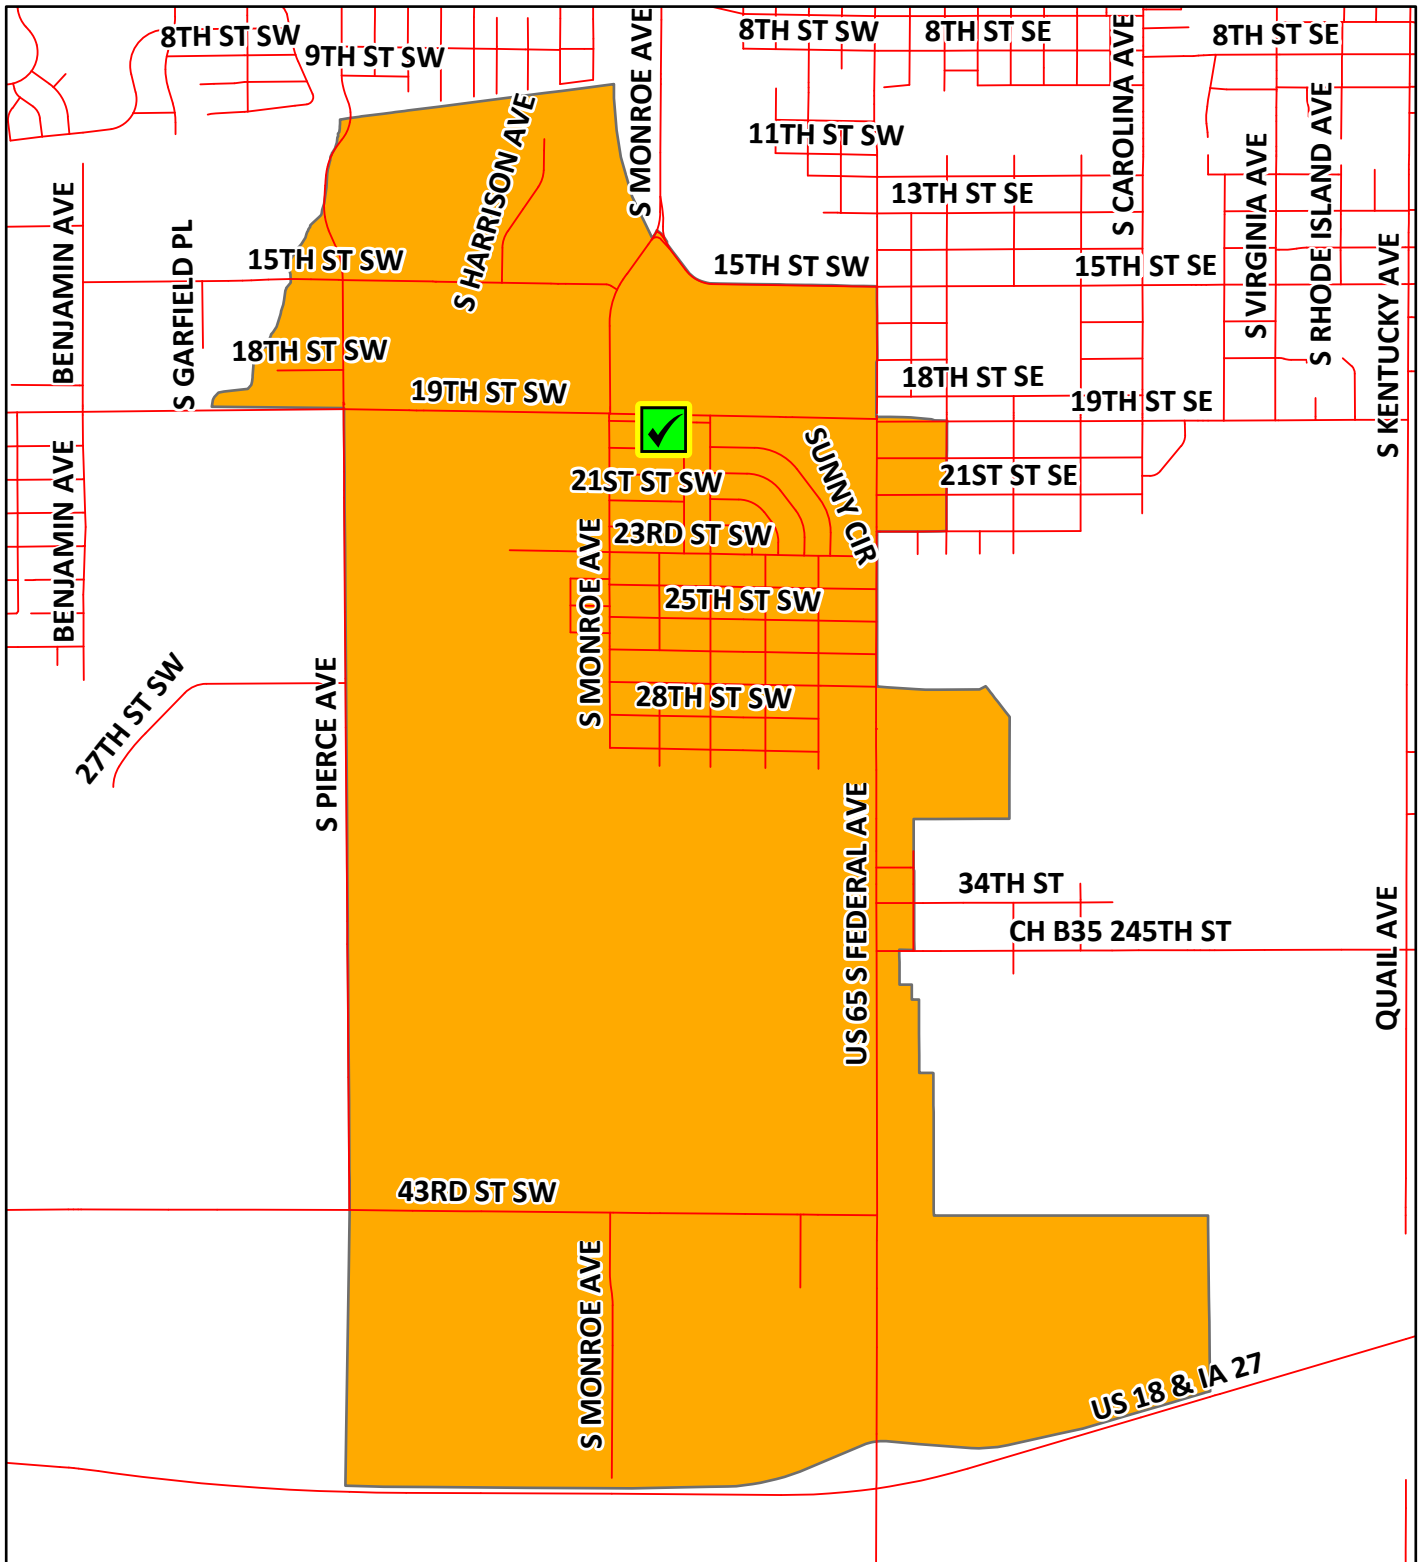 8TH ST SW
9TH ST SW
S MONROE AVE
8TH ST SW
8TH ST SE
S CAROLINA AVE
8TH ST SE
S HARRISON AVE
11TH ST SW
S VIRGINIA AVE
S RHODE ISLAND AVE
BENJAMIN AVE
13TH ST SE
S GARFIELD PL
15TH ST SW
15TH ST SW
15TH ST SE
S KENTUCKY AVE
18TH ST SW
18TH ST SE
19TH ST SW
19TH ST SE
BENJAMIN AVE
21ST ST SW
SUNNY CIR
21ST ST SE
23RD ST SW
S MONROE AVE
25TH ST SW
27TH ST SW
S PIERCE AVE
28TH ST SW
US 65 S FEDERAL AVE
34TH ST
CH B35 245TH ST
QUAIL AVE
43RD ST SW
S MONROE AVE
US 18 & IA 27